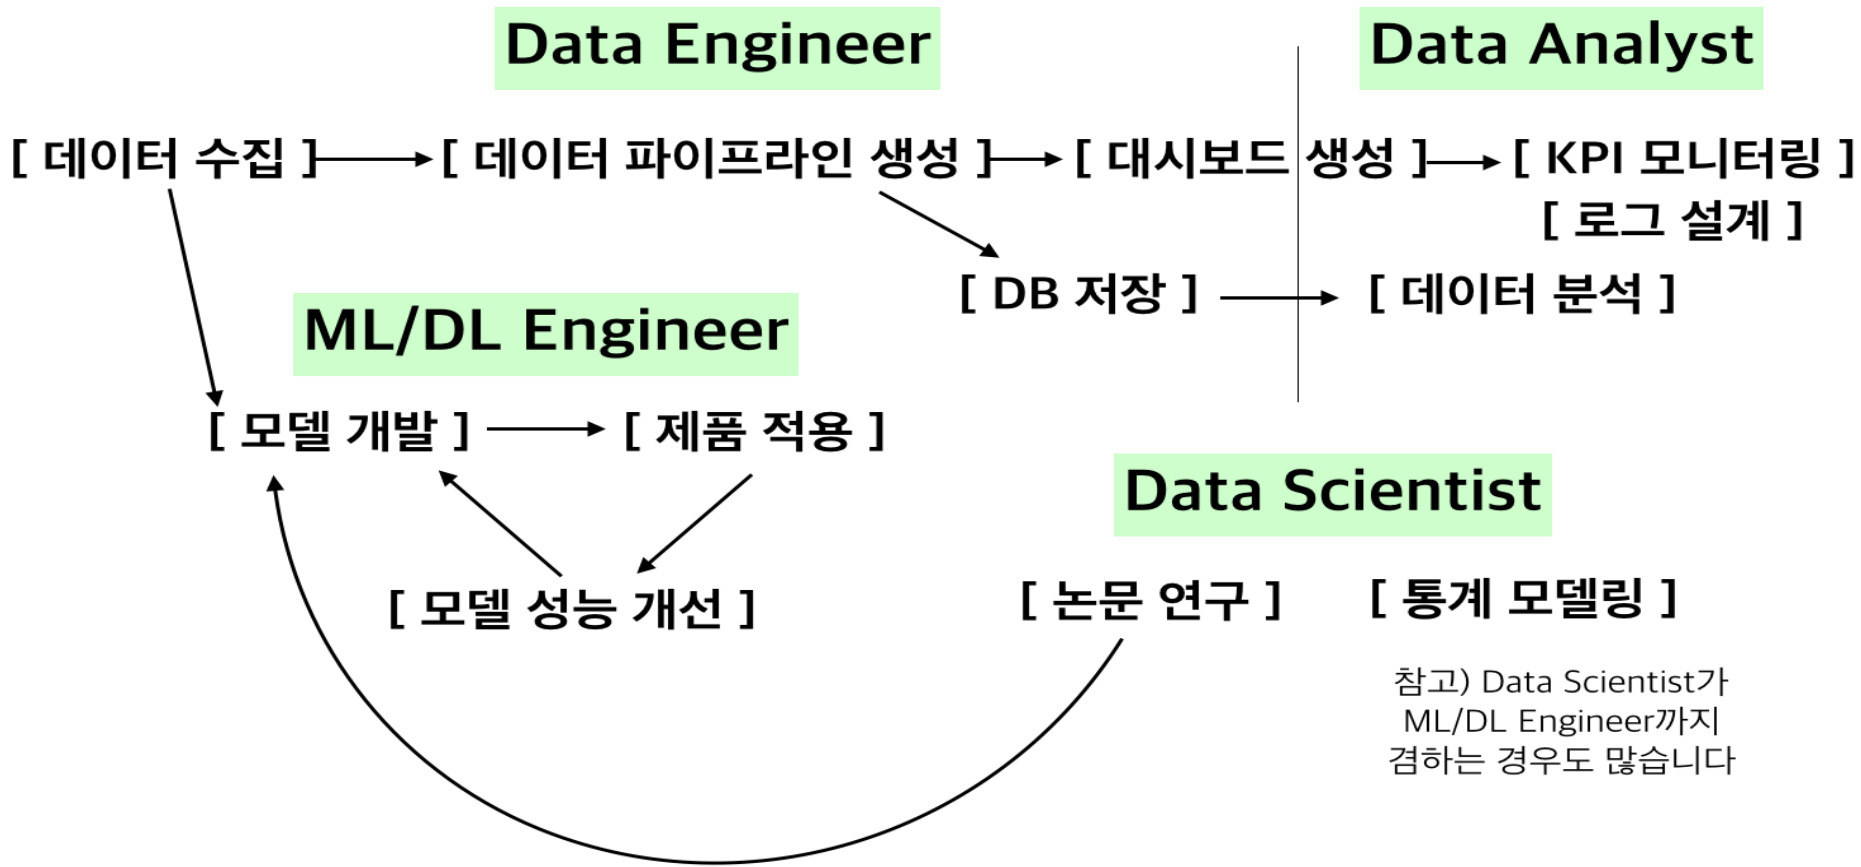 Data Engineer
Data Analyst
[ 데이터 수집 ]
[ 데이터 파이프라인 생성 ]
[ 대시보드 생성 ]
[ KPI 모니터링 ]
[ 로그 설계 ]
[ DB 저장 ]
[ 데이터 분석 ]
ML/DL Engineer
[ 모델 개발 ]
[ 제품 적용 ]
[ 모델 성능 개선 ]
Data Scientist
[ 논문 연구 ]
[ 통계 모델링 ]
참고) Data Scientist가
ML/DL Engineer까지
겸하는 경우도 많습니다